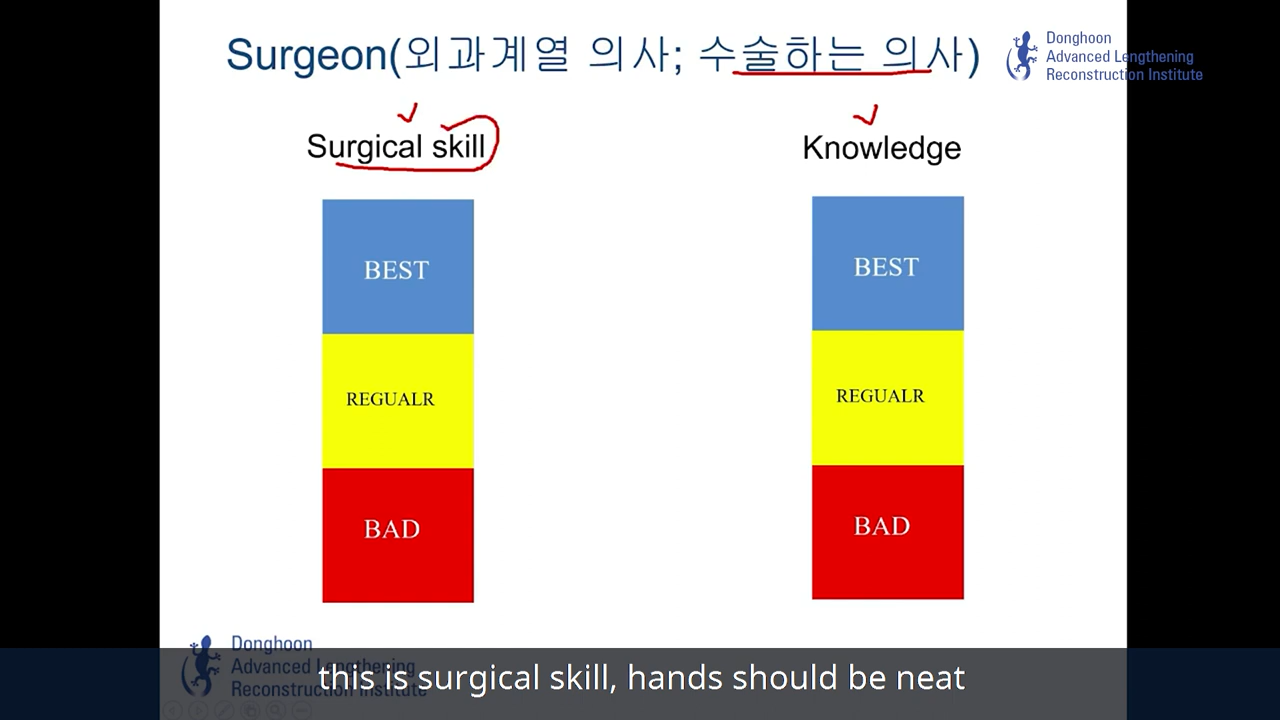 Surgeon(외과계열 의사; 수술하는 의사)
Donghoon
Advanced Lengthening
Reconstruction Institute
Surgical skill
Knowledge
BEST
BEST
REGUALR
REGUALR
BAD
BAD
Donghoon
Advanced Lengthening
Reconstruction Institute
this is surgical skill, hands should be neat